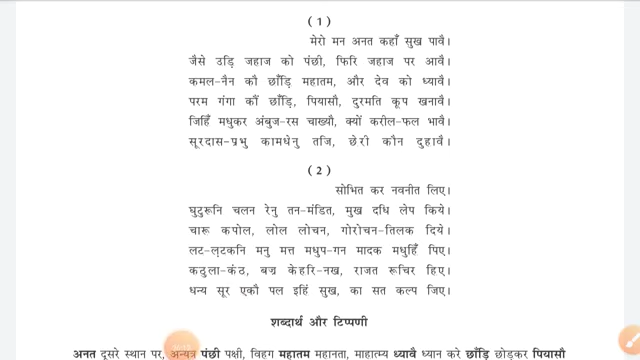 (1)
मेरो मन अनत कहाँ सुख पावै।
जैसे उड़ि जहाज को पंछी, फिरि जहाज पर आवै।
कमल-नैन कौ छाँड़ि महातम, और देव को ध्यावै।
परम गंगा कौं छाँड़ि, पियासौ, दुरमति कूप खनावै।
जिहिँ मधुकर अंबुज-रस चाख्यौ, क्यों करील-फल भावै।
सूरदास-प्रभु कामधेनु तजि, छेरी कौन दुहावै।
(2)
सोभित कर नवनीत लिए।
घुटुरूनि चलन रेनु तन-मंडित, मुख दधि लेप किये।
चारू कपोल, लोल लोचन, गोरोचन-तिलक दिये।
लट-लटकनि मनु मत्त मधुप-गन मादक मधुहिँ पिए।
कठुला-कंठ, बज्र केहरि-नख, राजत रूचिर हिए।
धन्य सूर एकौ पल इहिं सुख, का सत कल्प जिए।
शब्दार्थ और टिप्पणी
अनत दूसरे स्थान पर, अन्यत्र पंछी पक्षी, विहग महातम महानता, माहात्म्य ध्यावै ध्यान करे छाँड़ि छोड़कर पियासौ